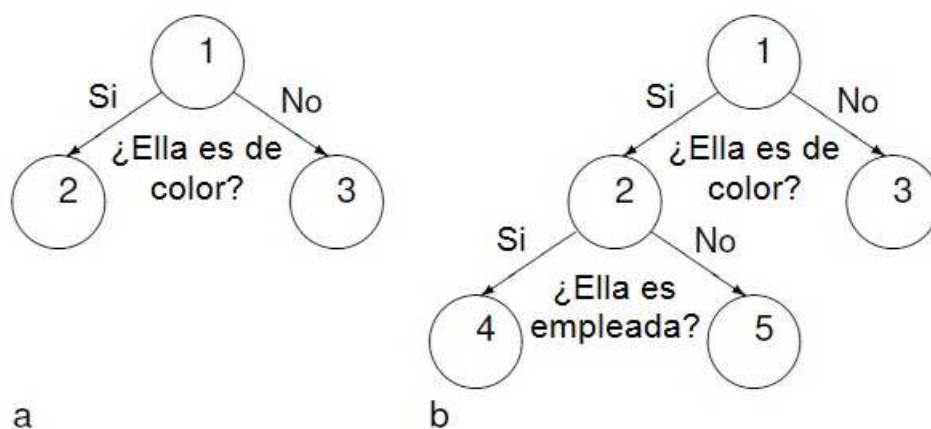 1
Si
No
¿Ella es de
color?
2
3
a
1
Si
No
¿Ella es de
color?
2
3
Si
No
¿Ella es
empleada?
4
5
b